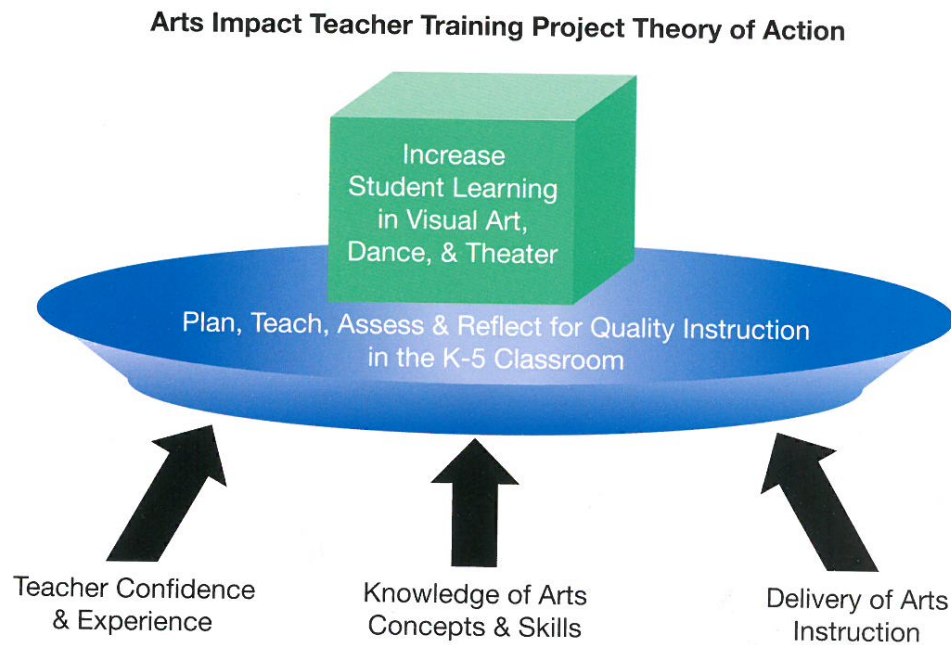 Arts Impact Teacher Training Project Theory of Action
Increase
Student Learning
in Visual Art,
Dance, & Theater
Plan, Teach, Assess & Reflect for Quality Instruction
in the K-5 Classroom
Teacher Confidence
& Experience
Knowledge of Arts
Concepts & Skills
Delivery of Arts
Instruction